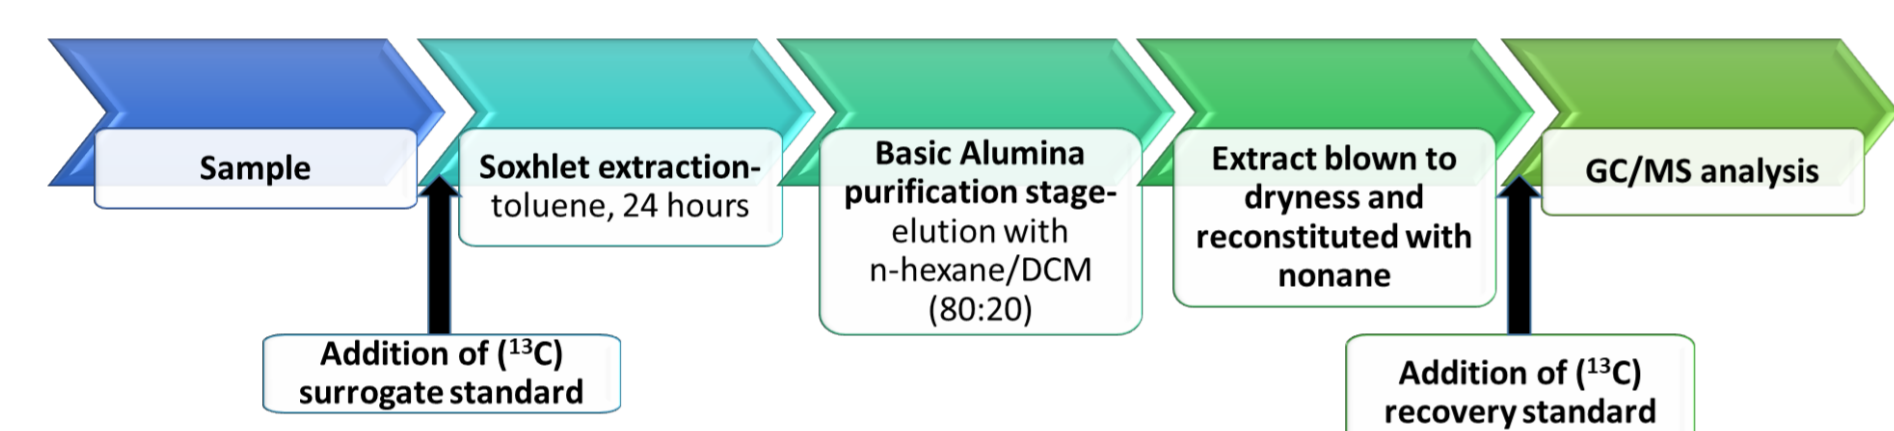 Sample
Soxhlet extraction-
toluene, 24 hours
Basic Alumina
purification stage-
elution with
n-hexane/DCM
(80:20)
Extract blown to
dryness and
reconstituted with
nonane
GC/MS analysis
Addition of (¹³C)
surrogate standard
Addition of (¹³C)
recovery standard